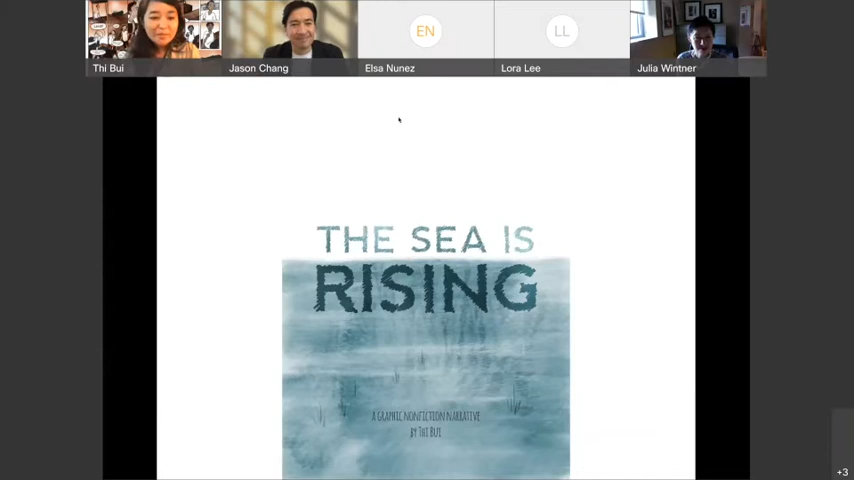 Thi Bui
Jason Chang
EN
Elsa Nunez
LL
Lora Lee
Julia Wintner
THE SEA IS
RISING
A GRAPHIC NONFICTION NARRATIVE
BY THI BUI
+3